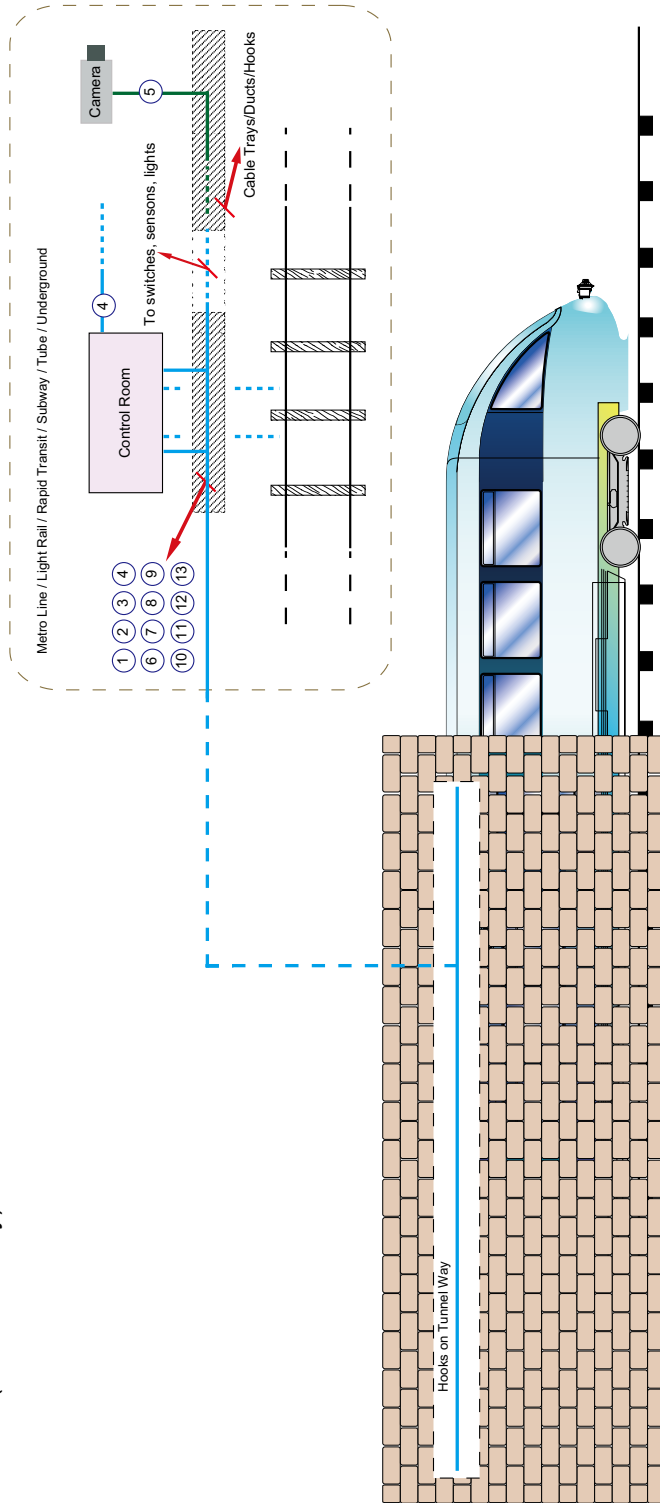 Metro Line / Light Rail / Rapid Transit / Subway / Tube / Underground
1 2 3 4
6 7 8 9
10 11 12 13
Control Room
4
Camera
5
To switches, sensons, lights
Cable Trays/Ducts/Hooks
Hooks on Tunnel Way